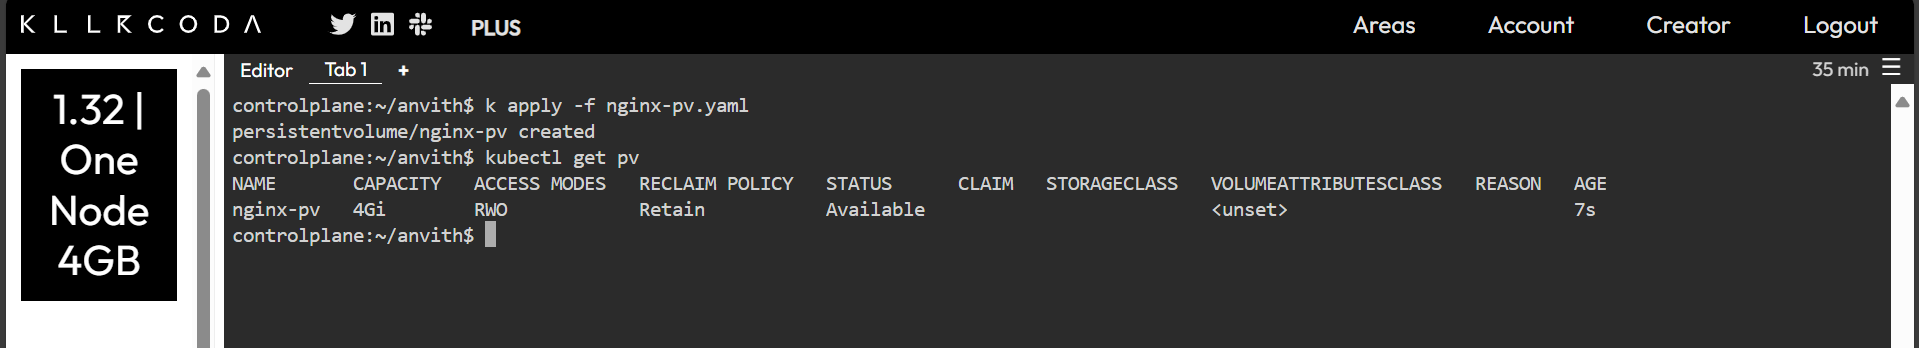 KLLRCODA PLUS Areas Account Creator Logout
1.32 |
One
Node
4GB
Editor Tab 1 + 35 min
controlplane:~/anvith$ k apply -f nginx-pv.yaml
persistentvolume/nginx-pv created
controlplane:~/anvith$ kubectl get pv
NAME CAPACITY ACCESS MODES RECLAIM POLICY STATUS CLAIM STORAGECLASS VOLUMEATTRIBUTESCLASS REASON AGE
nginx-pv 4Gi RWO Retain Available <unset> 7s
controlplane:~/anvith$